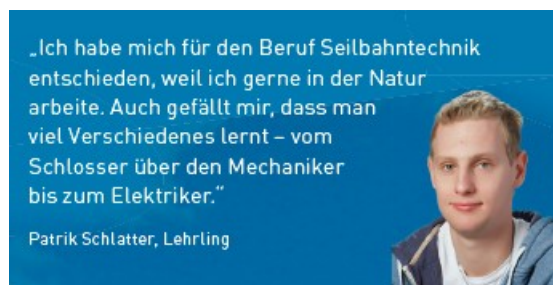 „Ich habe mich für den Beruf Seilbahntechnik
entschieden, weil ich gerne in der Natur
arbeite. Auch gefällt mir, dass man
viel Verschiedenes lernt – vom
Schlosser über den Mechaniker
bis zum Elektriker.“
Patrik Schlatter, Lehrling